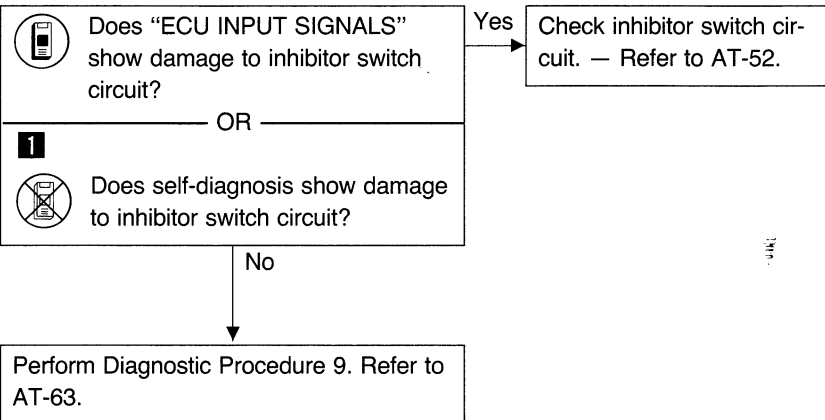 Does “ECU INPUT SIGNALS”
show damage to inhibitor switch
circuit?
Yes
Check inhibitor switch cir-
cuit. — Refer to AT-52.
OR
1
Does self-diagnosis show damage
to inhibitor switch circuit?
No
Perform Diagnostic Procedure 9. Refer to
AT-63.